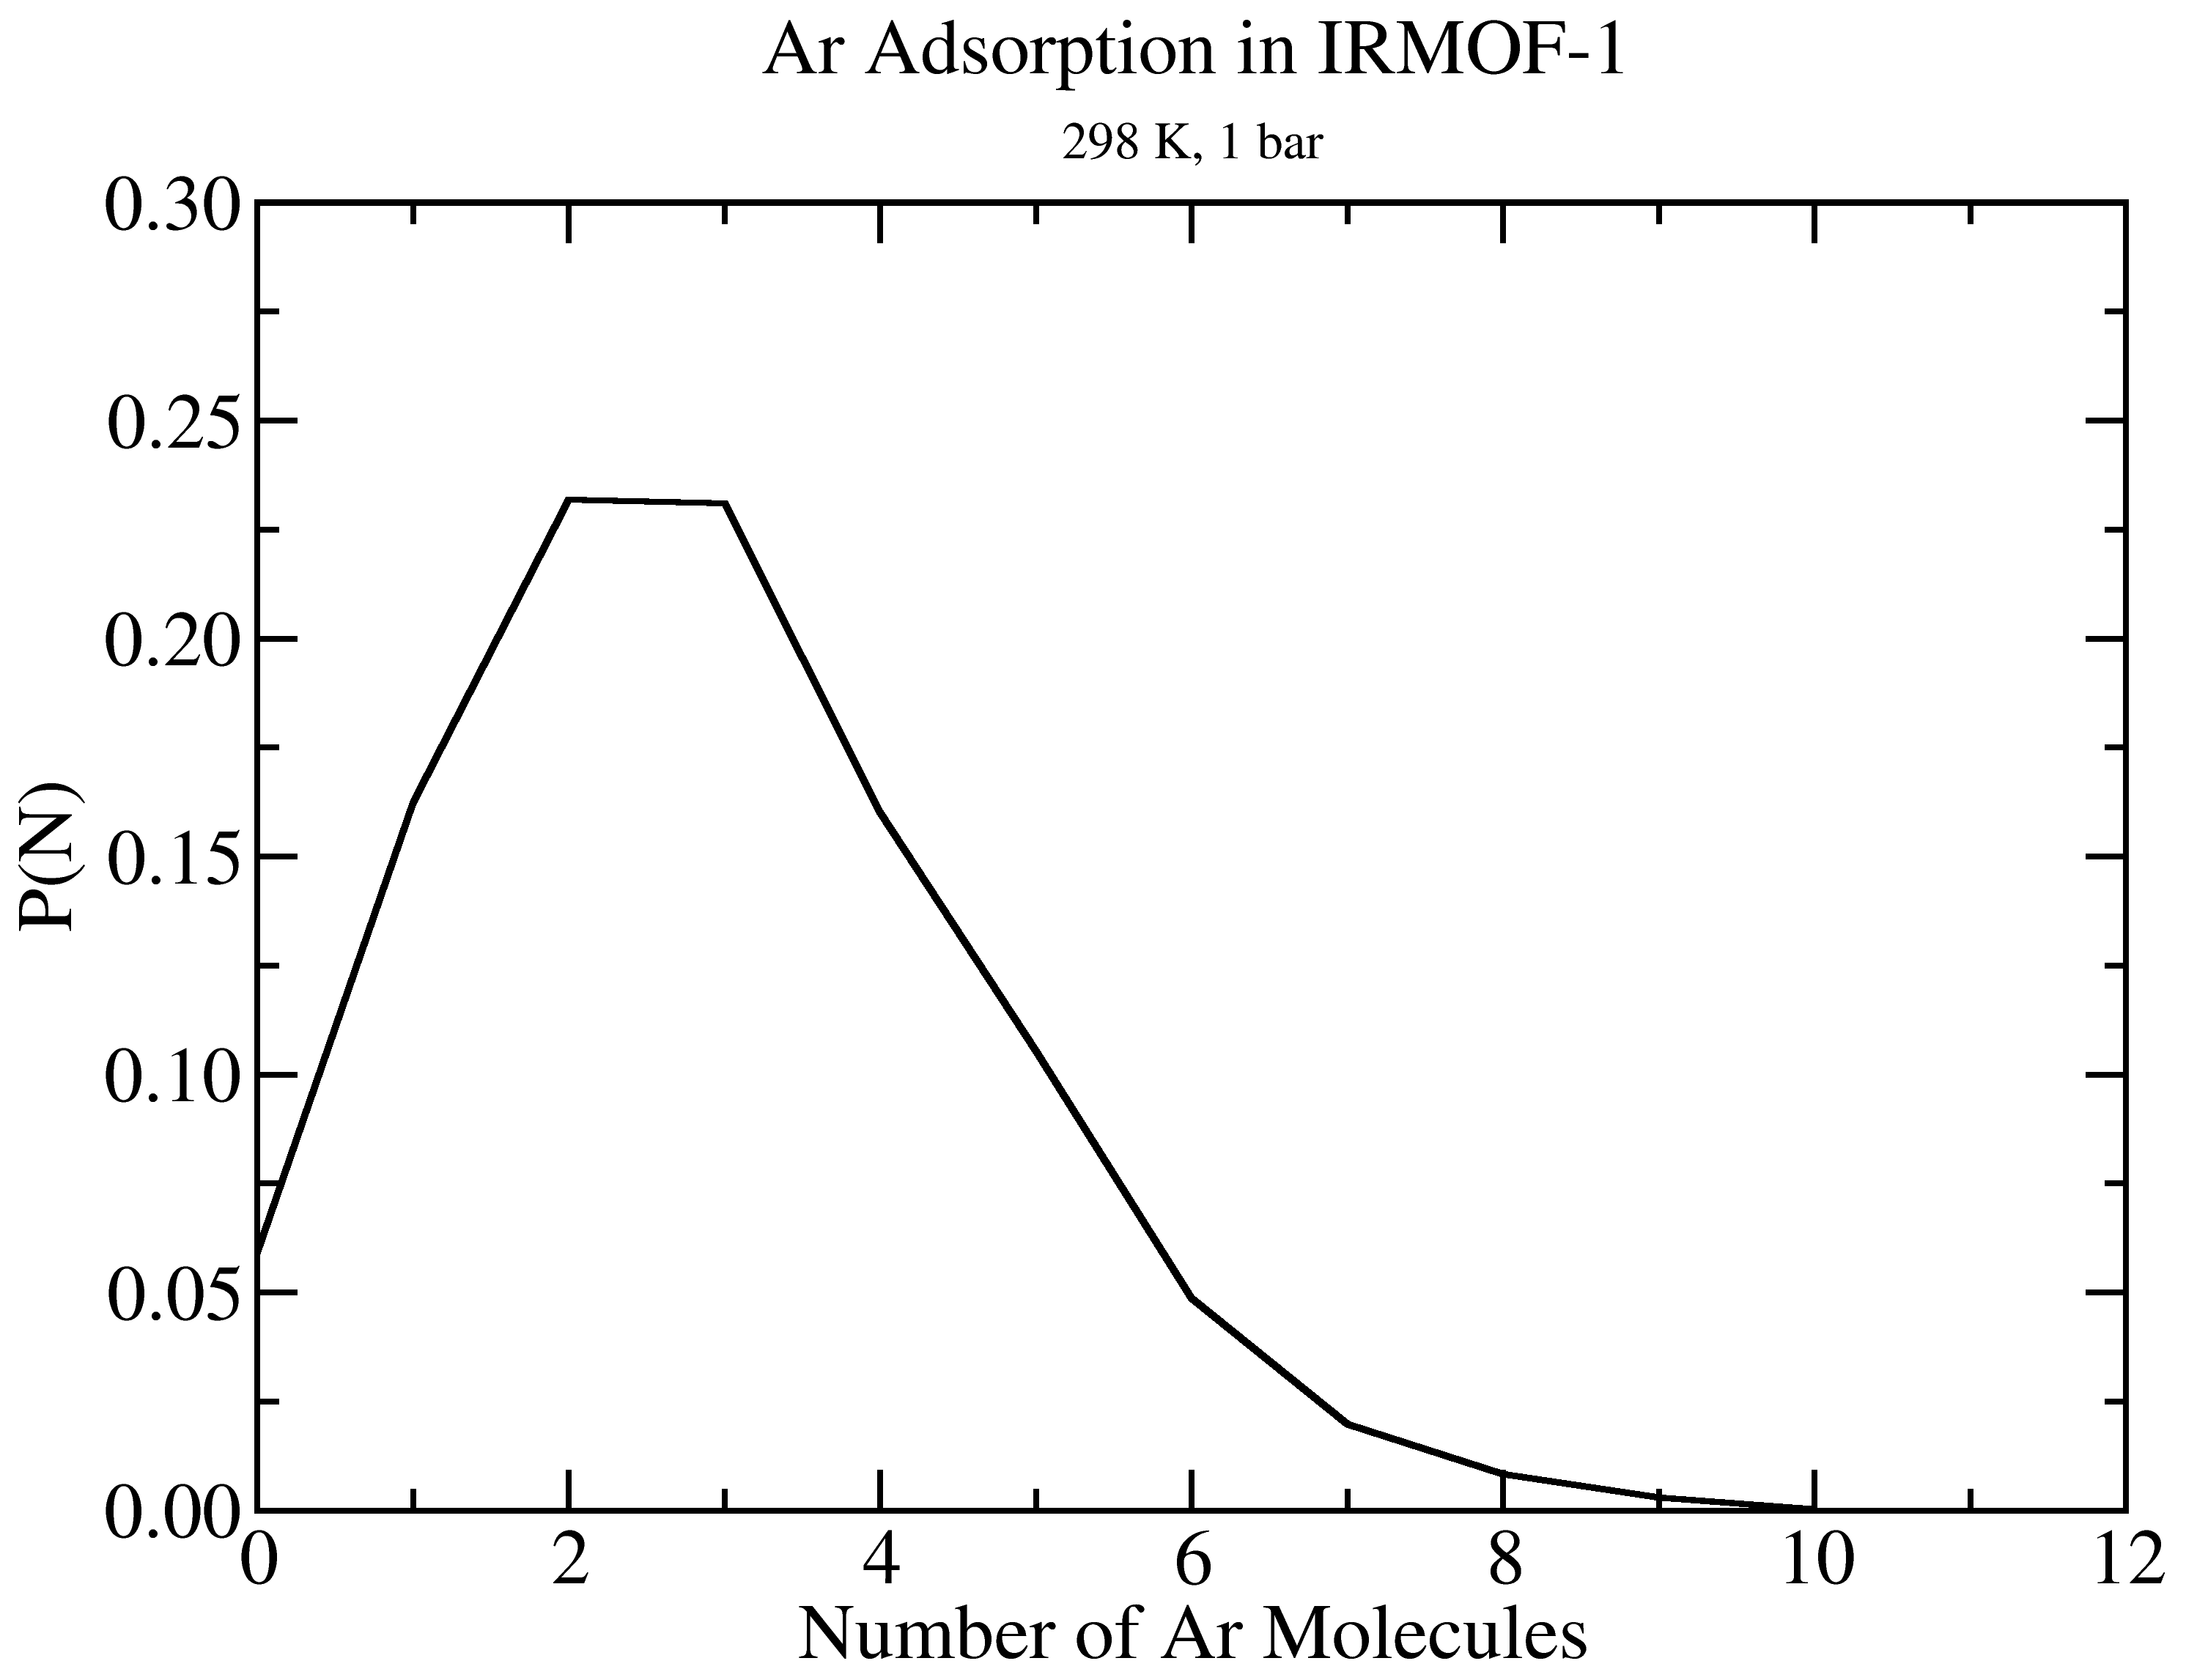 Ar Adsorption in IRMOF-1
298 K, 1 bar
0.30
0.25
0.20
0.15
0.10
0.05
0.00
P(N)
0 2 4 6 8 10 12
Number of Ar Molecules